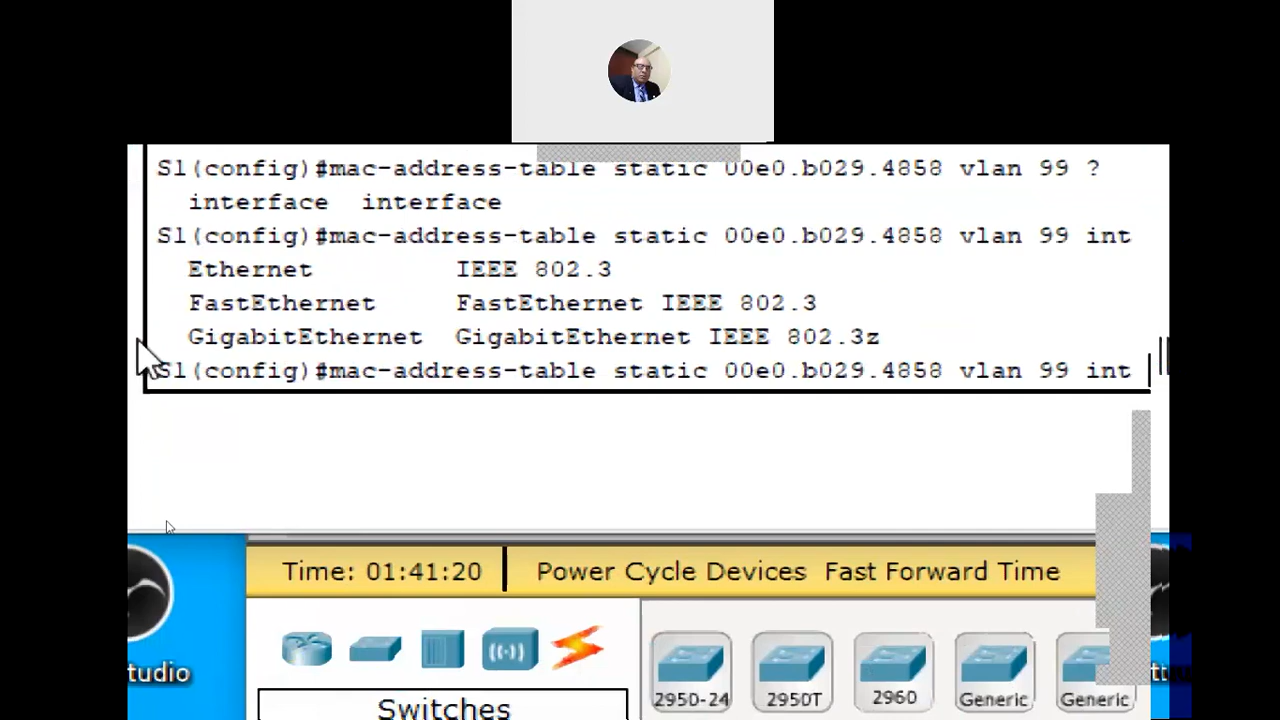 S1(config)#mac-address-table static 00e0.b029.4858 vlan 99 ?
interface interface
S1(config)#mac-address-table static 00e0.b029.4858 vlan 99 int
Ethernet IEEE 802.3
FastEthernet FastEthernet IEEE 802.3
GigabitEthernet GigabitEthernet IEEE 802.3z
S1(config)#mac-address-table static 00e0.b029.4858 vlan 99 int
Time: 01:41:20 Power Cycle Devices Fast Forward Time
tudio
2950-24 2950T 2960 Generic Generic
Switches